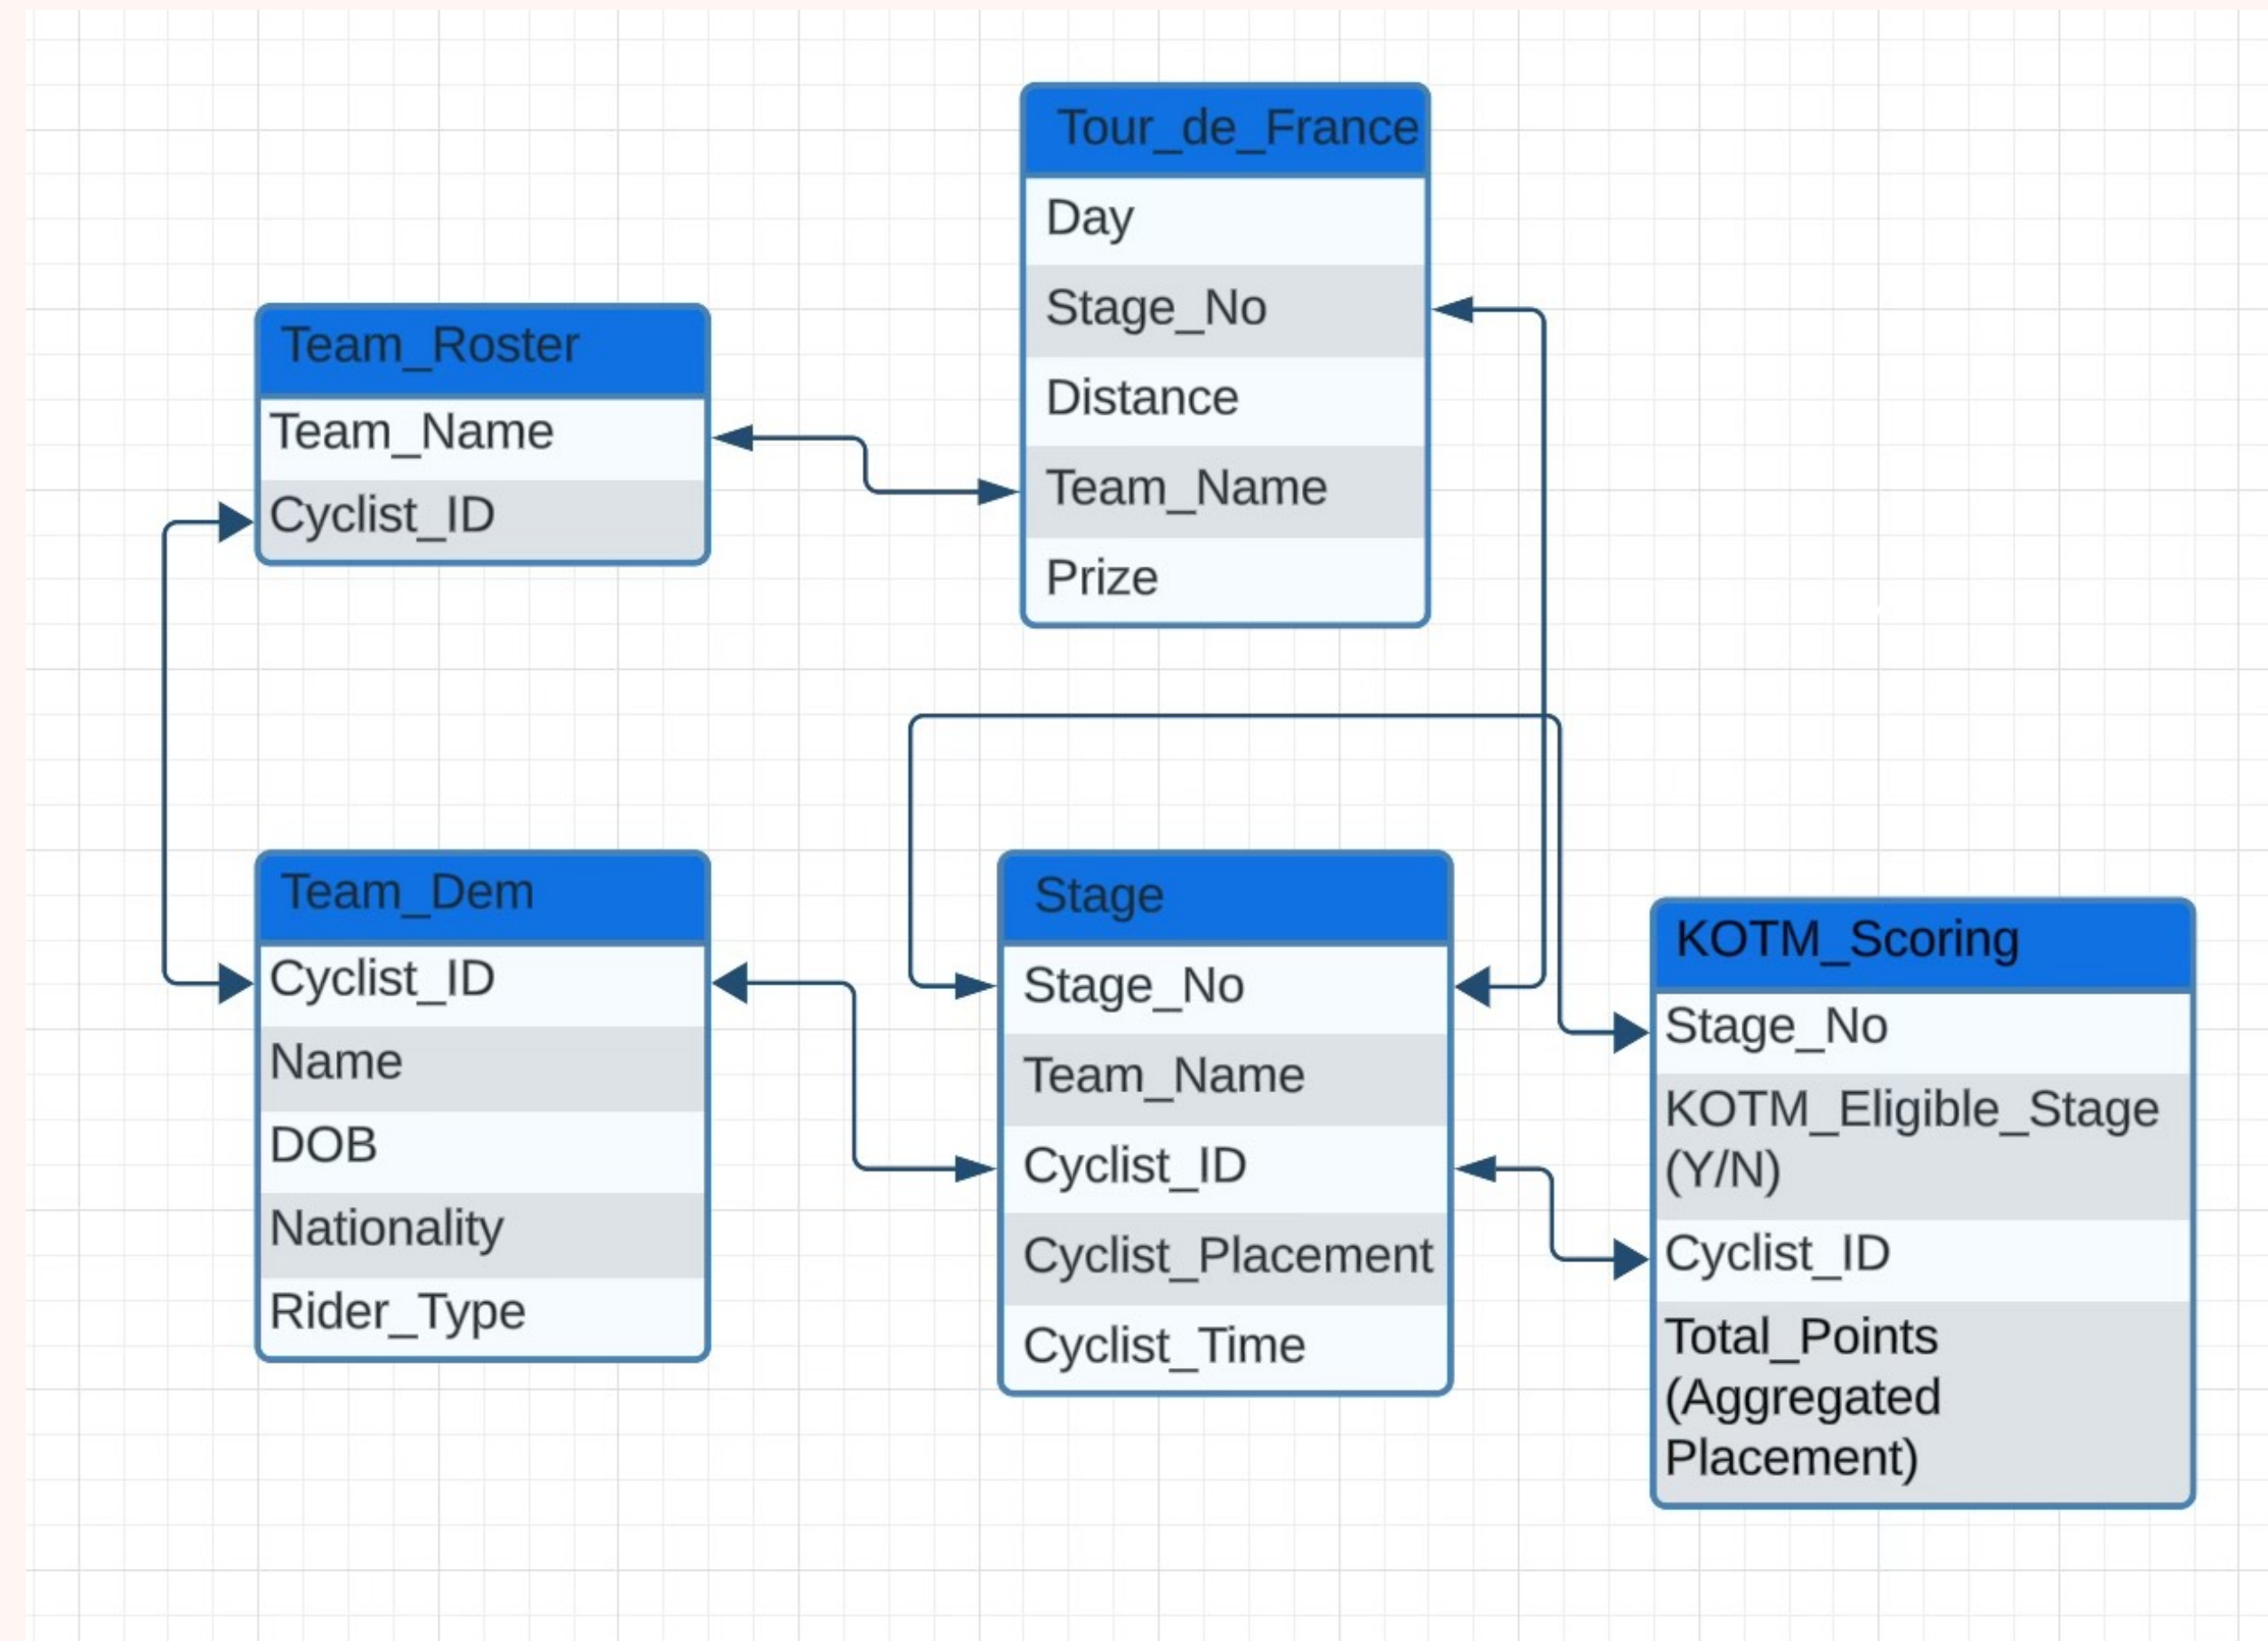 Tour_de_France
Day
Stage_No
Distance
Team_Name
Prize
Team_Roster
Team_Name
Cyclist_ID
Team_Dem
Cyclist_ID
Name
DOB
Nationality
Rider_Type
Stage
Stage_No
Team_Name
Cyclist_ID
Cyclist_Placement
Cyclist_Time
KOTM_Scoring
Stage_No
KOTM_Eligible_Stage
(Y/N)
Cyclist_ID
Total_Points
(Aggregated
Placement)